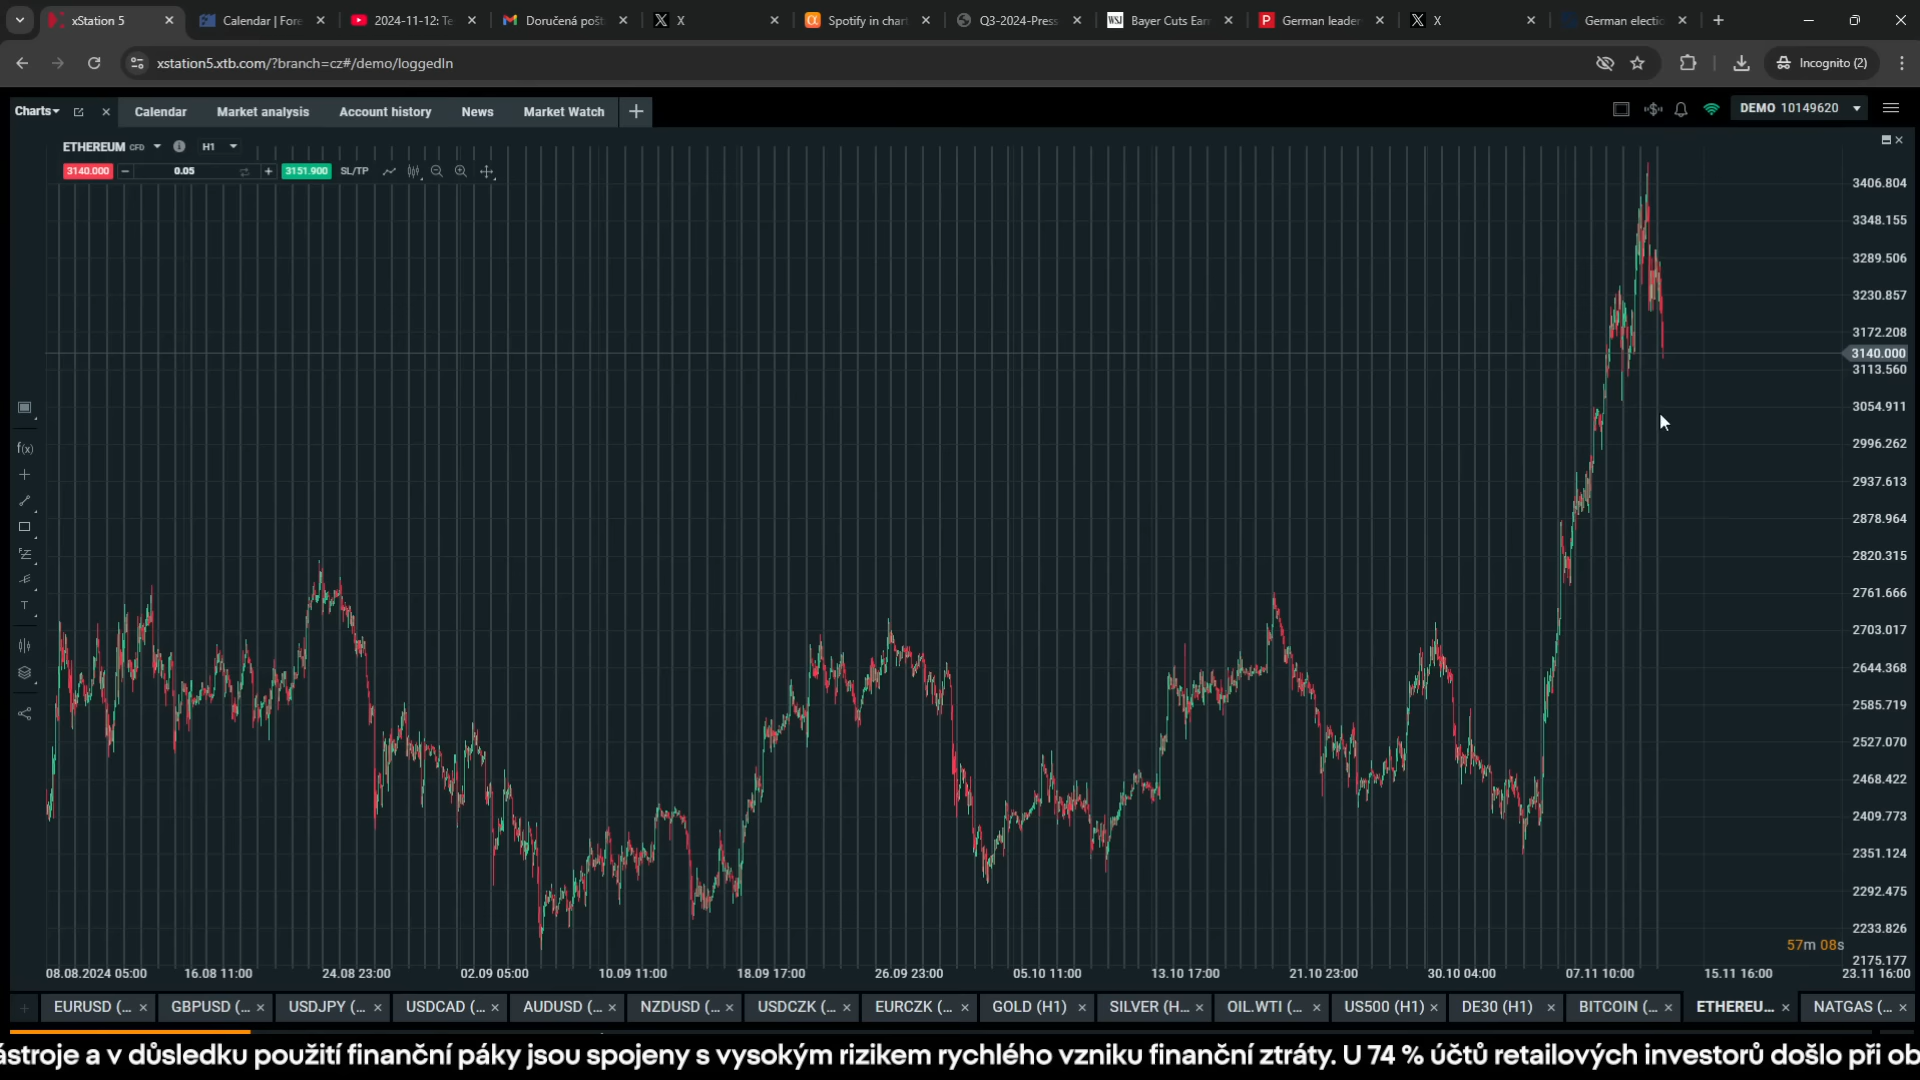 xStation 5
Calendar | Fore
2024-11-12: Te
Doručená pošt
X
Spotify in char
Q3-2024-Press
WSJ Bayer Cuts Earn
German leader
X
German electio
xstation5.xtb.com/?branch=cz#/demo/loggedIn
Incognito (2)
Charts
Calendar
Market analysis
Account history
News
Market Watch
DEMO 10149620
ETHEREUM CFD
H1
3140.000
0.05
3151.900
SL/TP
3406.804
3348.155
3289.506
3230.857
3172.208
3140.000
3113.560
3054.911
2996.262
2937.613
2878.964
2820.315
2761.666
2703.017
2644.368
2585.719
2527.070
2468.422
2409.773
2351.124
2292.475
2233.826
2175.177
f(x)
T
57m 08s
08.08.2024 05:00
16.08 11:00
24.08 23:00
02.09 05:00
10.09 11:00
18.09 17:00
26.09 23:00
05.10 11:00
13.10 17:00
21.10 23:00
30.10 04:00
07.11 10:00
15.11 16:00
23.11 16:00
EURUSD (...
GBPUSD (...
USDJPY (...
USDCAD (...
AUDUSD (...
NZDUSD (...
USDCZK (...
EURCZK (...
GOLD (H1)
SILVER (H...
OIL.WTI (...
US500 (H1)
DE30 (H1)
BITCOIN (...
ETHEREU...
NATGAS (...
ástroje a v důsledku použití finanční páky jsou spojeny s vysokým rizikem rychlého vzniku finanční ztráty. U 74 % účtů retailových investorů došlo při ob